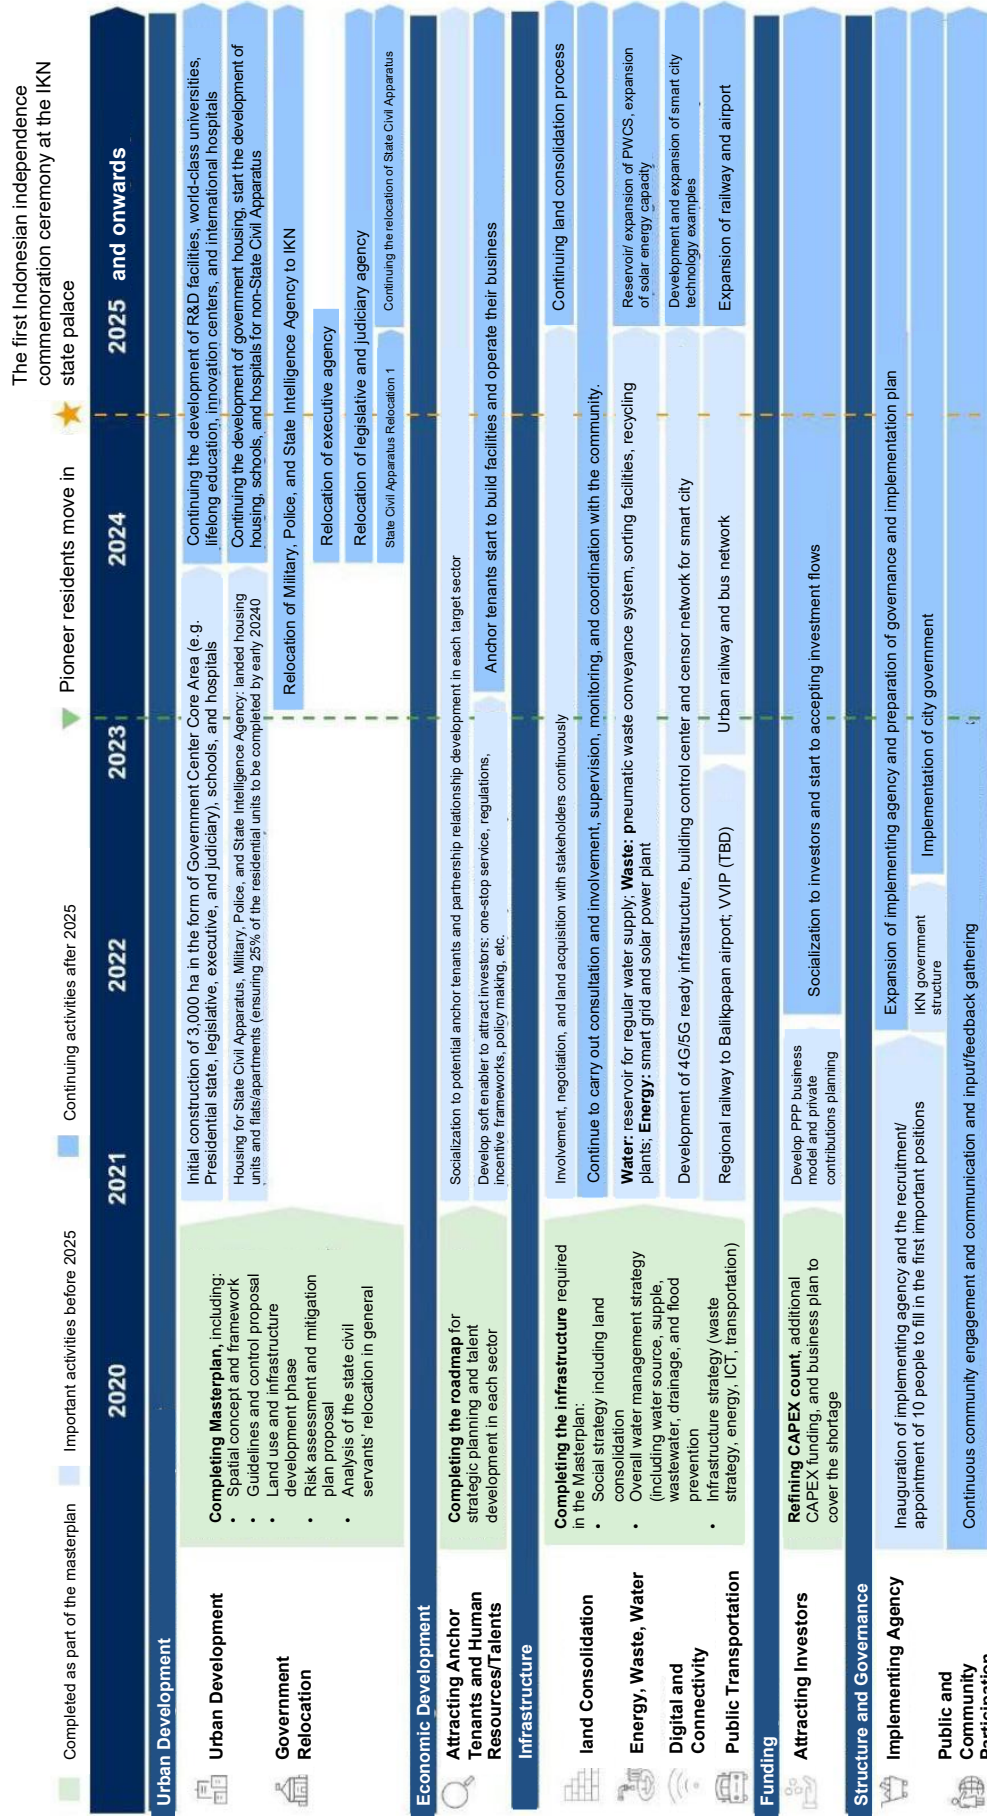 The first Indonesian independence
commemoration ceremony at the IKN
state palace
Completed as part of the masterplan
Important activities before 2025
Continuing activities after 2025
Pioneer residents move in
2020
2021
2022
2023
2024
2025 and onwards
Urban Development
Urban Development
Completing Masterplan, including:
• Spatial concept and framework
• Guidelines and control proposal
• Land use and infrastructure
development phase
• Risk assessment and mitigation
plan proposal
• Analysis of the state civil
servants' relocation in general
Initial construction of 3,000 ha in the form of Government Center Core Area (e.g.
Presidential state, legislative, executive, and judiciary), schools, and hospitals
Continuing the development of R&D facilities, world-class universities,
lifelong education, innovation centers, and international hospitals
Housing for State Civil Apparatus, Military, Police, and State Intelligence Agency: landed housing
units and flats/apartments (ensuring 25% of the residential units to be completed by early 20240
Continuing the development of government housing, start the development of
housing, schools, and hospitals for non-State Civil Apparatus
Government
Relocation
Relocation of Military, Police, and State Intelligence Agency to IKN
Relocation of executive agency
Relocation of legislative and judiciary agency
State Civil Apparatus Relocation 1
Continuing the relocation of State Civil Apparatus
Economic Development
Attracting Anchor
Tenants and Human
Resources/Talents
Completing the roadmap for
strategic planning and talent
development in each sector
Socialization to potential anchor tenants and partnership relationship development in each target sector
Develop soft enabler to attract investors: one-stop service, regulations,
incentive frameworks, policy making, etc.
Anchor tenants start to build facilities and operate their business
Infrastructure
land Consolidation
Completing the infrastructure required
in the Masterplan:
• Social strategy including land
consolidation
• Overall water management strategy
(including water source, supple,
wastewater, drainage, and flood
prevention
• Infrastructure strategy (waste
strategy, energy, ICT, transportation)
Involvement, negotiation, and land acquisition with stakeholders continuously
Continuing land consolidation process
Continue to carry out consultation and involvement, supervision, monitoring, and coordination with the community.
Energy, Waste, Water
Water: reservoir for regular water supply; Waste: pneumatic waste conveyance system, sorting facilities, recycling
plants; Energy: smart grid and solar power plant
Reservoir/ expansion of PWCS, expansion
of solar energy capacity
Digital and
Connectivity
Development of 4G/5G ready infrastructure, building control center and censor network for smart city
Development and expansion of smart city
technology examples
Public Transportation
Regional railway to Balikpapan airport; VVIP (TBD)
Urban railway and bus network
Expansion of railway and airport
Funding
Attracting Investors
Refining CAPEX count, additional
CAPEX funding, and business plan to
cover the shortage
Develop PPP business
model and private
contributions planning
Socialization to investors and start to accepting investment flows
Structure and Governance
Implementing Agency
Inauguration of implementing agency and the recruitment/
appointment of 10 people to fill in the first important positions
Expansion of implementing agency and preparation of governance and implementation plan
IKN government
structure
Implementation of city government
Public and
Community
Participation
Continuous community engagement and communication and input/feedback gathering